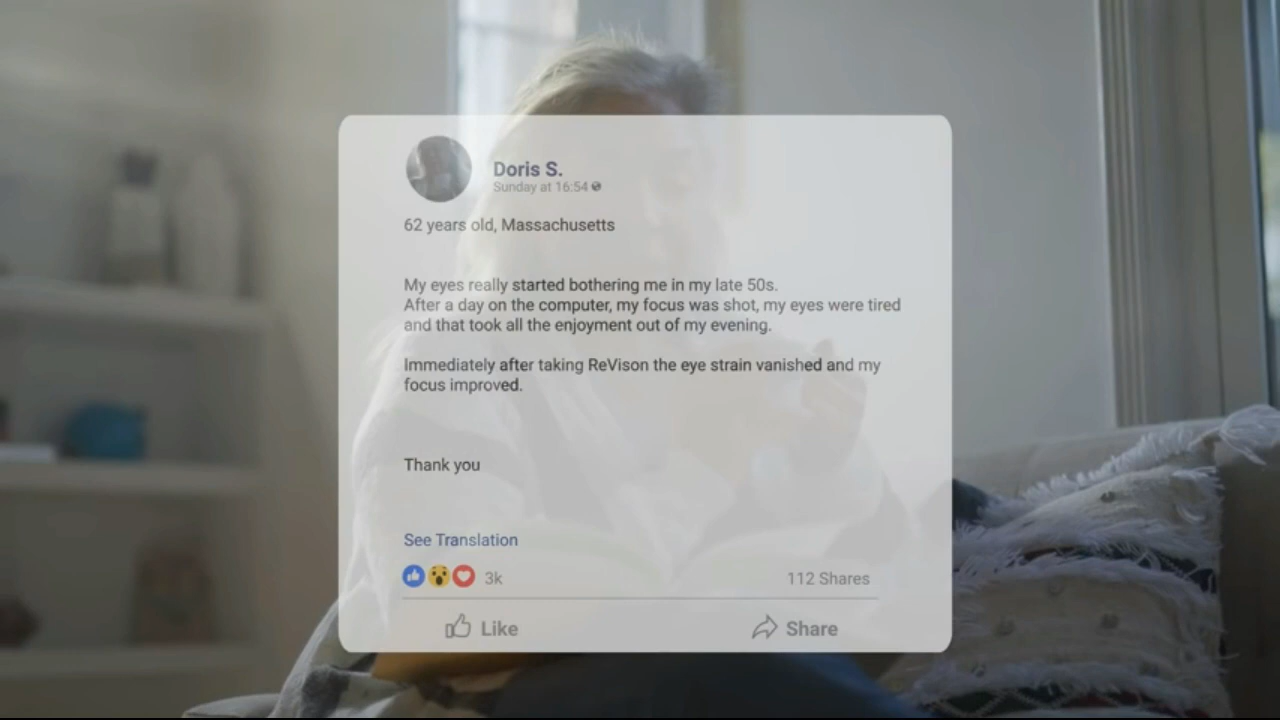 Doris S.
Sunday at 16:54
62 years old, Massachusetts
My eyes really started bothering me in my late 50s.
After a day on the computer, my focus was shot, my eyes were tired
and that took all the enjoyment out of my evening.
Immediately after taking ReVison the eye strain vanished and my
focus improved.
Thank you
See Translation
3k
112 Shares
Like
Share